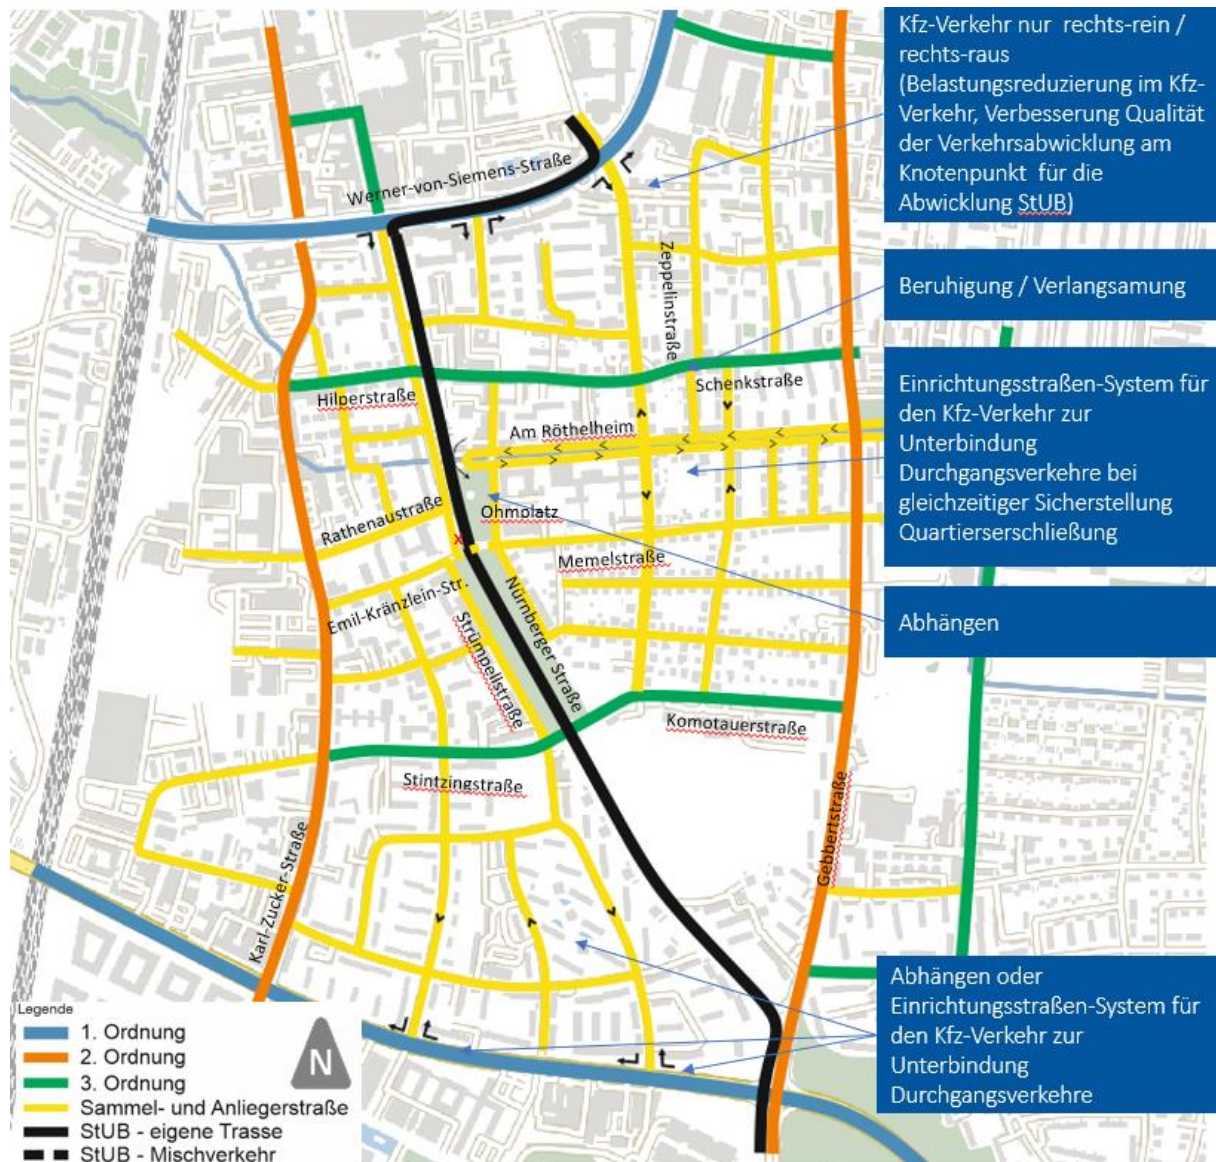 Kfz-Verkehr nur rechts-rein /
rechts-raus
(Belastungsreduzierung im Kfz-
Verkehr, Verbesserung Qualität
der Verkehrsabwicklung am
Knotenpunkt für die
Abwicklung StUB)
Werner-von-Siemens-Straße
Zeppelinstraße
Beruhigung / Verlangsamung
Hilperstraße
Schenkstraße
Einrichtungsstraßen-System für
den Kfz-Verkehr zur
Unterbindung
Durchgangsverkehre bei
gleichzeitiger Sicherstellung
Quartierserschließung
Am Röthelheim
Rathenaustraße
Ohmplatz
x
Memelstraße
Emil-Kränzlein-Str.
Strümpellstraße
Nürnberger Straße
Abhängen
Komotauerstraße
Stintzingstraße
Gebbertstraße
Karl-Zucker-Straße
Abhängen oder
Einrichtungsstraßen-System für
den Kfz-Verkehr zur
Unterbindung
Durchgangsverkehre
Legende
1. Ordnung
2. Ordnung
3. Ordnung
Sammel- und Anliegerstraße
StUB - eigene Trasse
StUB - Mischverkehr
N